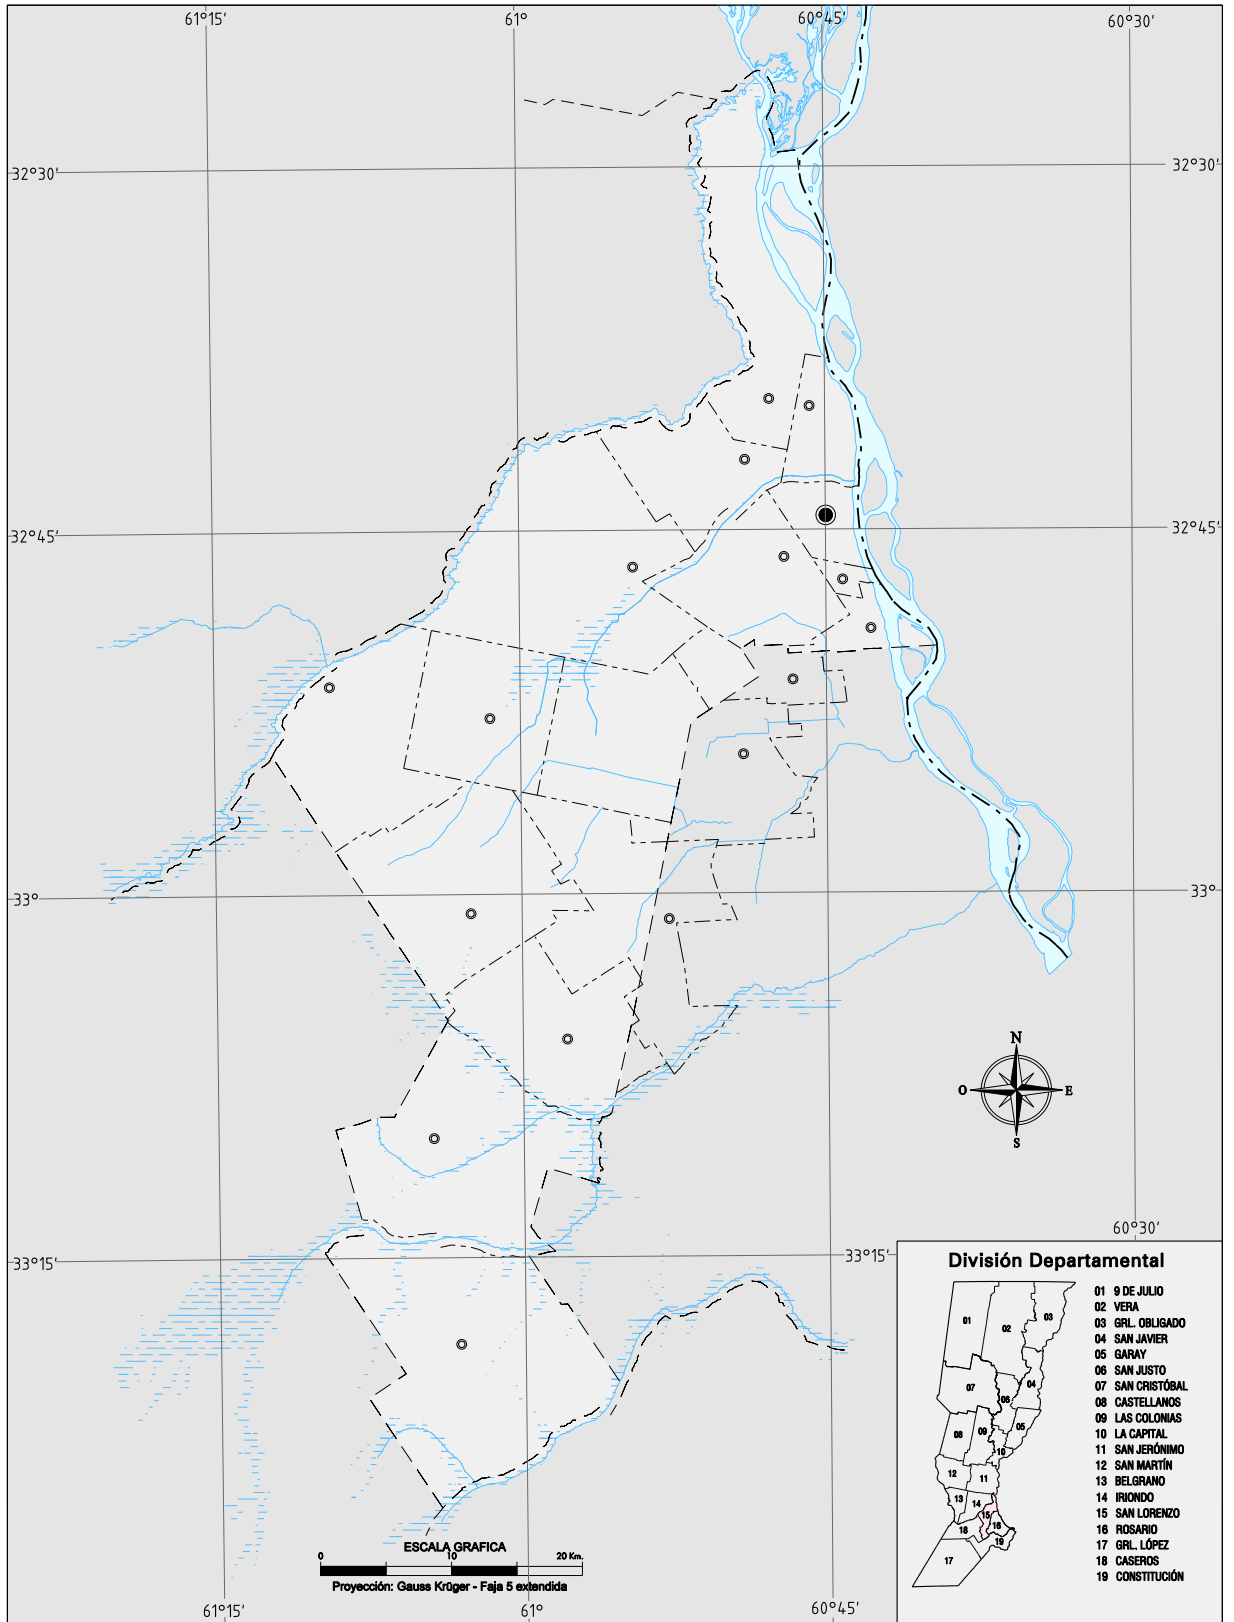 61°15'
61°
60°45'
60°30'
32°30'
32°30'
32°45'
32°45'
33°
33°
N
O
E
S
60°30'
33°15'
33°15'
División Departamental
01 9 DE JULIO
02 VERA
03 GRL. OBLIGADO
04 SAN JAVIER
05 GARAY
06 SAN JUSTO
07 SAN CRISTÓBAL
08 CASTELLANOS
09 LAS COLONIAS
10 LA CAPITAL
11 SAN JERÓNIMO
12 SAN MARTÍN
13 BELGRANO
14 IRIONDO
15 SAN LORENZO
16 ROSARIO
17 GRL. LÓPEZ
18 CASEROS
19 CONSTITUCIÓN
01
02
03
04
07
06
05
08
09
10
12
11
13
14
15
16
18
19
17
ESCALA GRAFICA
0 10 20 Km.
Proyección: Gauss Krüger - Faja 5 extendida
61°15'
61°
60°45'